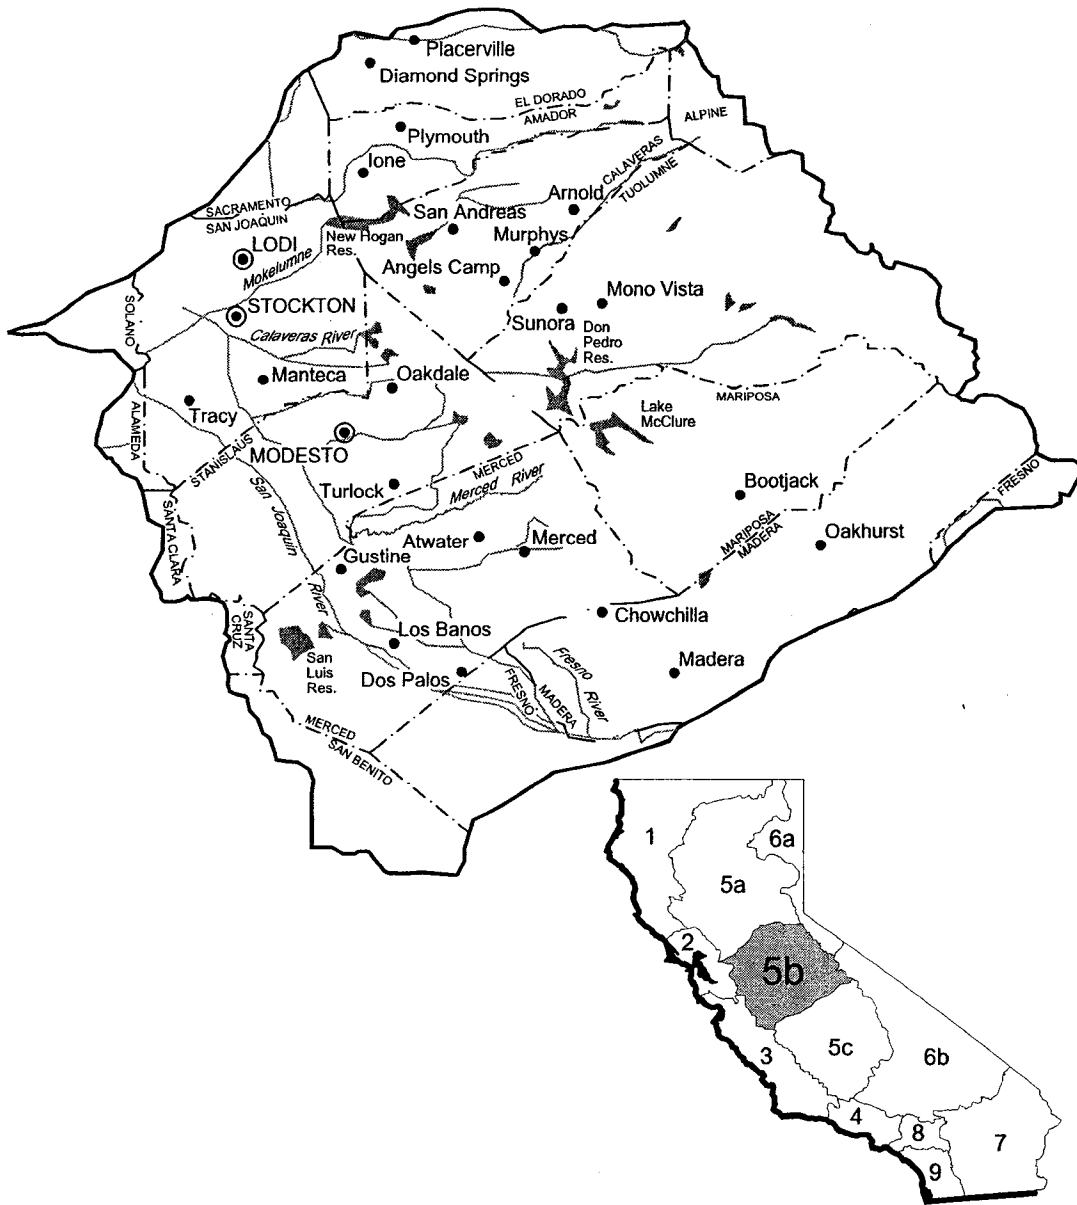 Placerville
Diamond Springs
EL DORADO
AMADOR
ALPINE
Plymouth
Ione
CALAVERAS
TUOLUMNE
Arnold
SACRAMENTO
SAN JOAQUIN
San Andreas
New Hogan
Res.
Murphys
LODI
Mokelumne
Angels Camp
SOLANO
STOCKTON
Mono Vista
Sunora
Calaveras River
Don
Pedro
Res.
Manteca
Oakdale
Tracy
MARIPOSA
ALAMEDA
STANISLAUS
MODESTO
Lake
McClure
MERCED
Merced River
Turlock
San Joaquin
River
Bootjack
FRESNO
SANTA CLARA
Atwater
Merced
MARIPOSA
MADERA
Oakhurst
Gustine
Chowchilla
SANTA
CRUZ
Los Banos
San
Luis
Res.
Dos Palos
Fresno River
FRESNO
MADERA
Madera
MERCED
SAN BENITO
1
6a
5a
2
5b
3
5c
6b
4
8
7
9